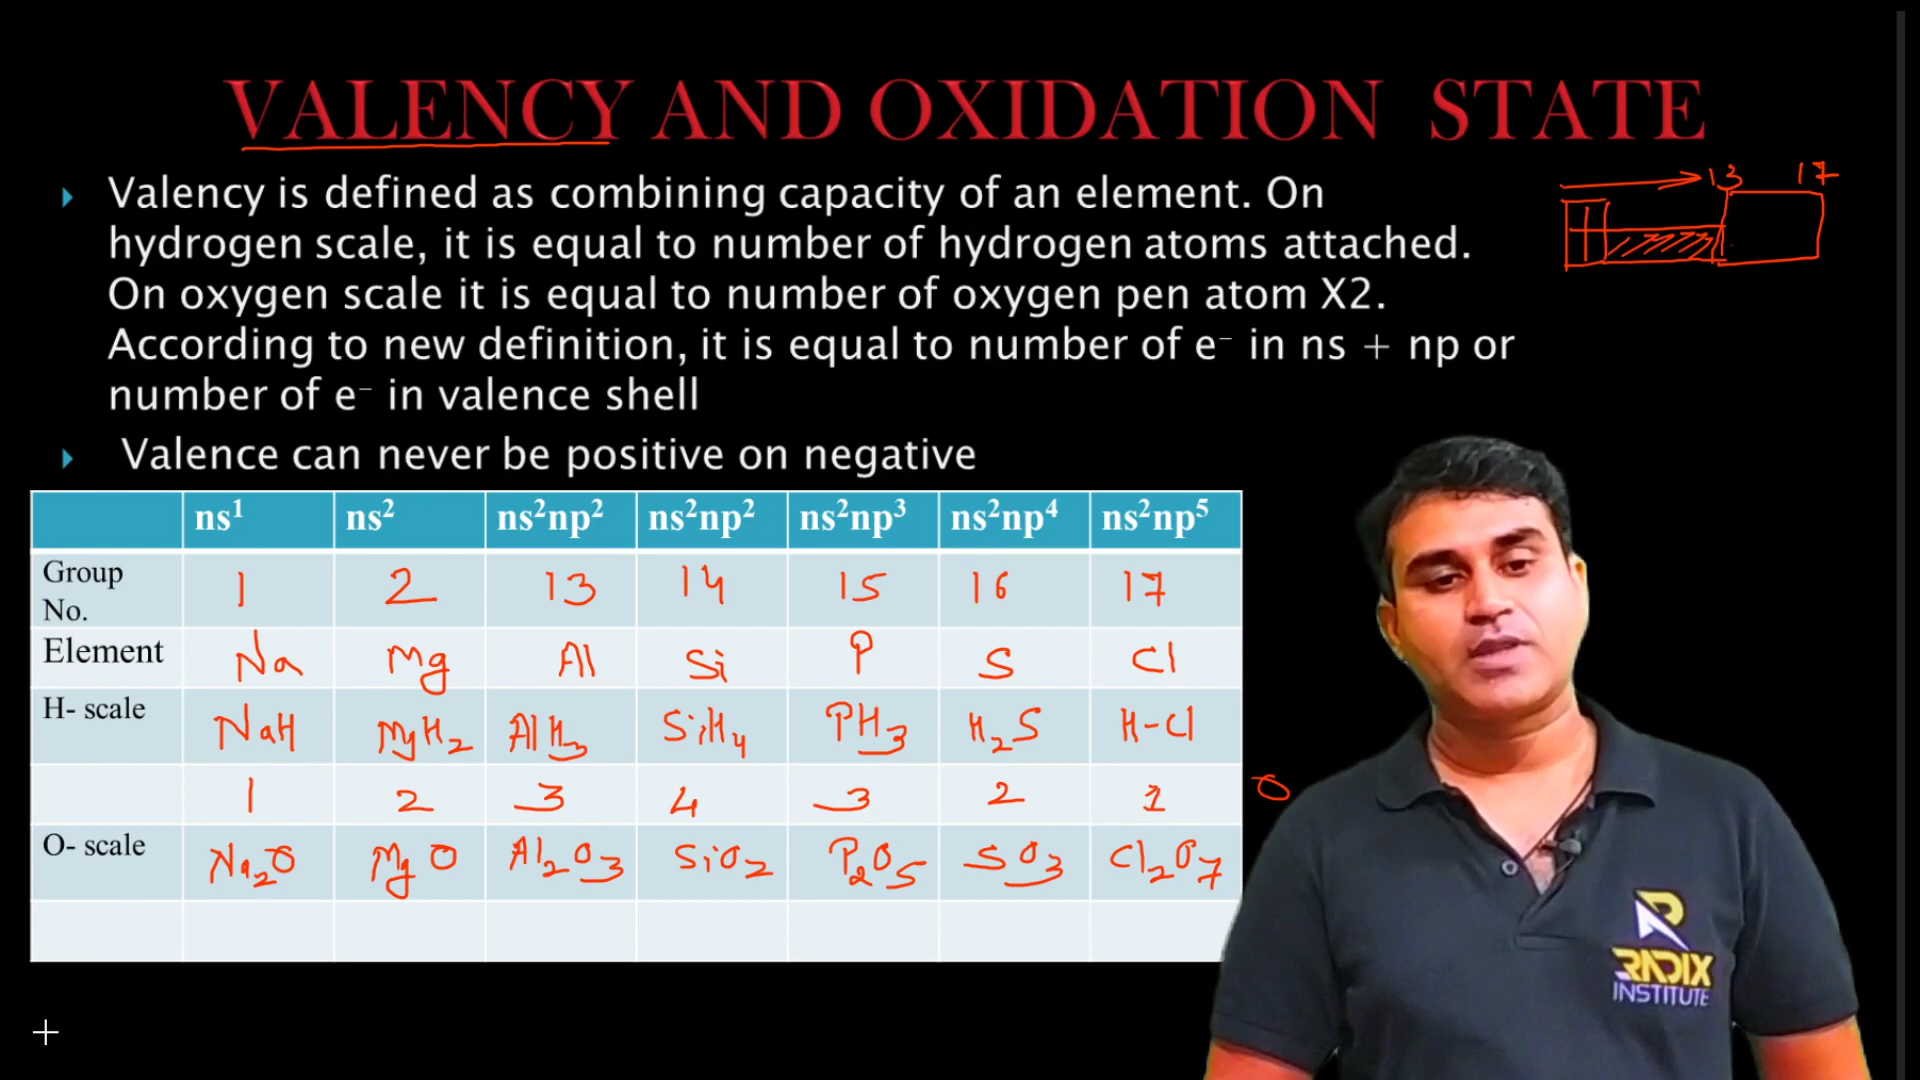 VALENCY AND OXIDATION STATE
13 17
Valency is defined as combining capacity of an element. On
hydrogen scale, it is equal to number of hydrogen atoms attached.
On oxygen scale it is equal to number of oxygen pen atom X2.
According to new definition, it is equal to number of e⁻ in ns + np or
number of e⁻ in valence shell
Valence can never be positive on negative
ns¹ ns² ns²np² ns²np² ns²np³ ns²np⁴ ns²np⁵
Group
No. 1 2 13 14 15 16 17
Element Na Mg Al Si P S Cl
H- scale NaH MgH₂ AlH₃ SiH₄ PH₃ H₂S H-Cl
1 2 3 4 3 2 1
O- scale Na₂O MgO Al₂O₃ SiO₂ P₂O₅ SO₃ Cl₂O₇
RADIX
INSTITUTE